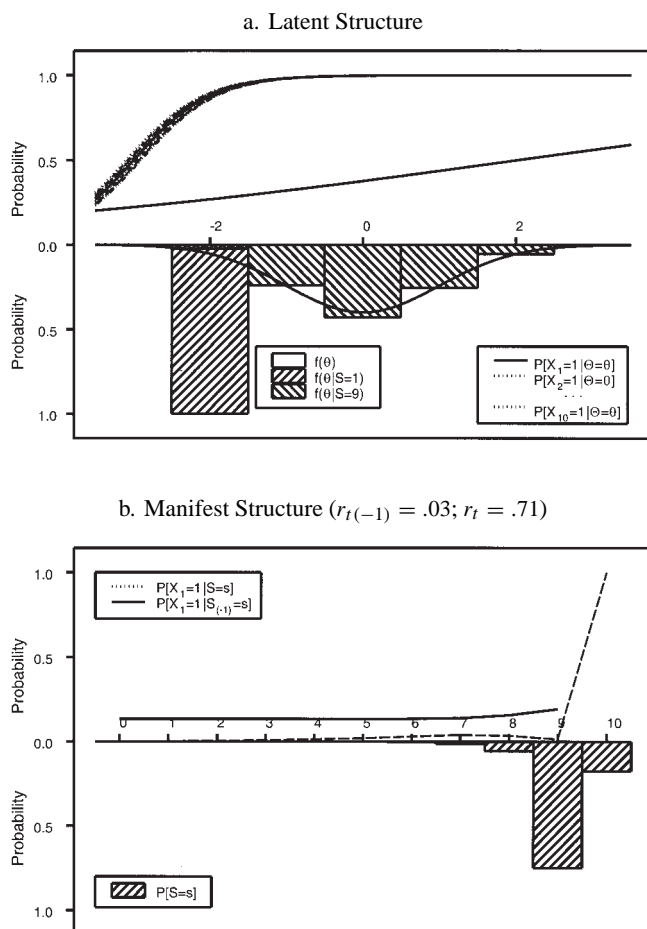 a. Latent Structure
1.0
0.5
0.0
0.5
1.0
Probability
Probability
-2 0 2
f(θ)
f(θ|S=1)
f(θ|S=9)
P[X₁=1|Θ=θ]
P[X₂=1|Θ=θ]
. . .
P[X₁₀=1|Θ=θ]
b. Manifest Structure (r_{t(−1)} = .03; r_t = .71)
1.0
0.5
0.0
0.5
1.0
Probability
Probability
P[X₁=1|S=s]
P[X₁=1|S₍₋₁₎=s]
0 1 2 3 4 5 6 7 8 9 10
P[S=s]